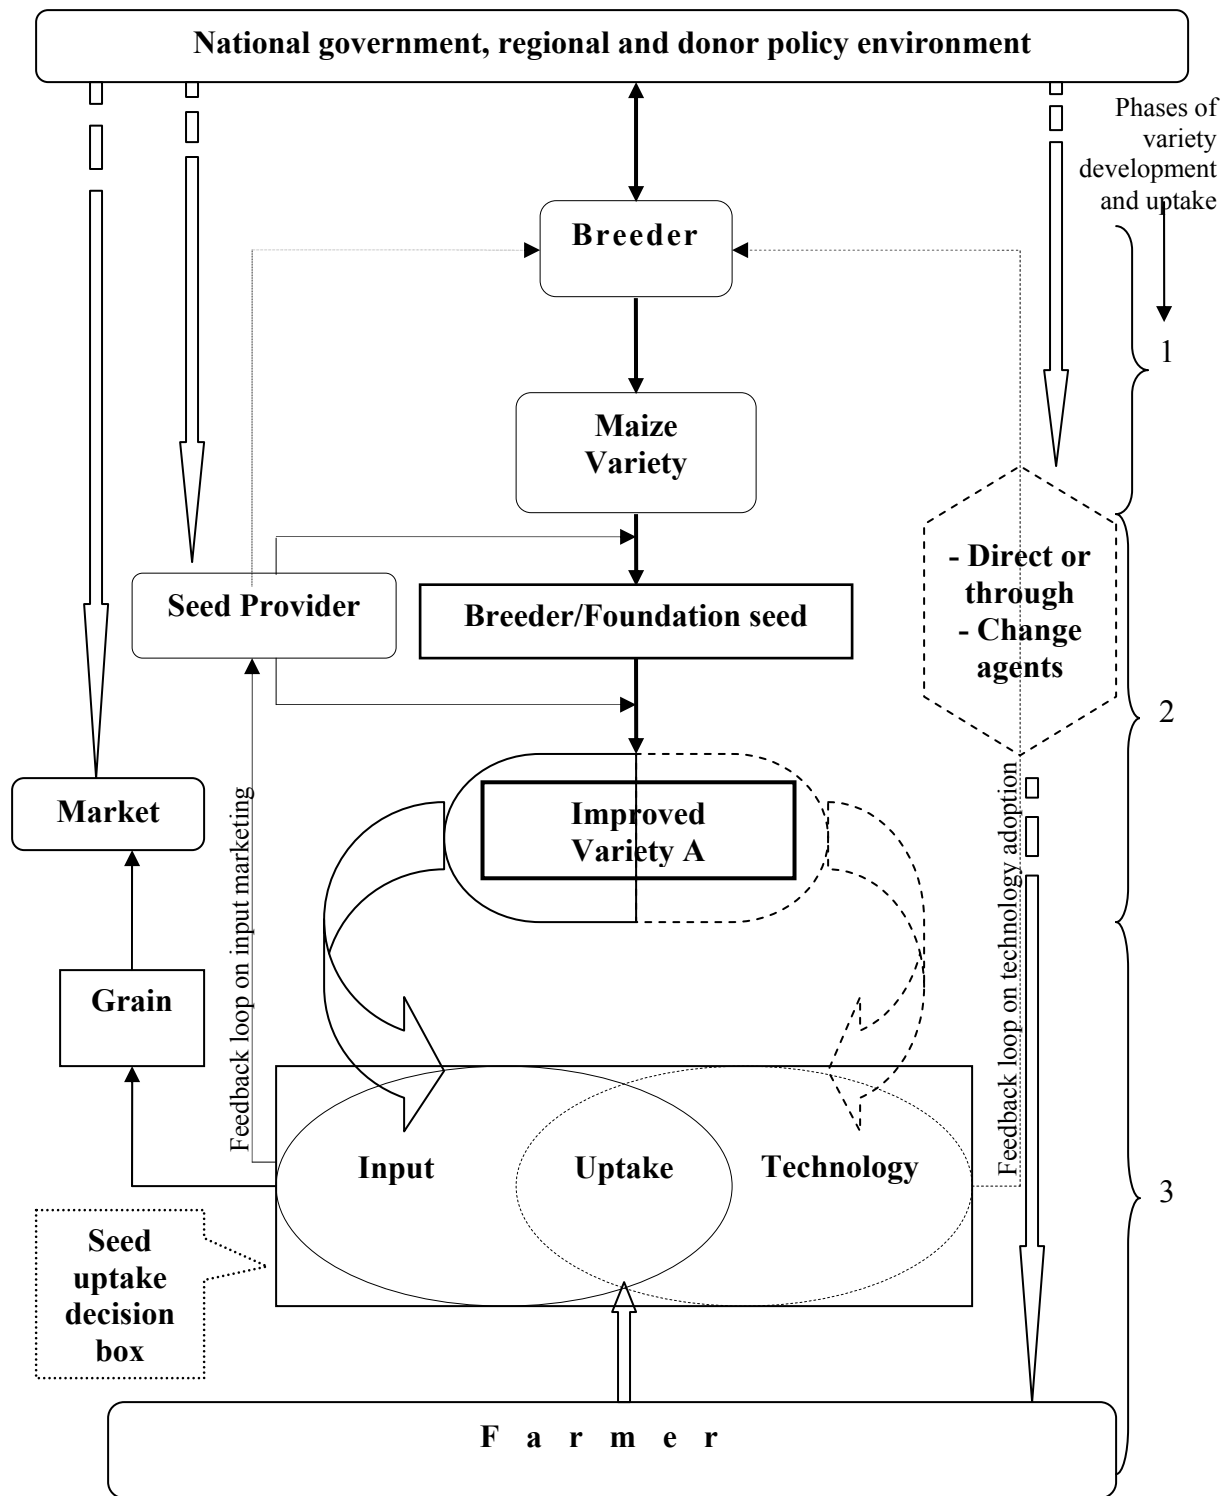 National government, regional and donor policy environment
Phases of
variety
development
and uptake
Breeder
1
Maize
Variety
- Direct or
through
- Change
agents
Seed Provider
Breeder/Foundation seed
2
Market
Improved
Variety A
Feedback loop on input marketing
Feedback loop on technology adoption
Grain
Input
Uptake
Technology
3
Seed
uptake
decision
box
Farmer